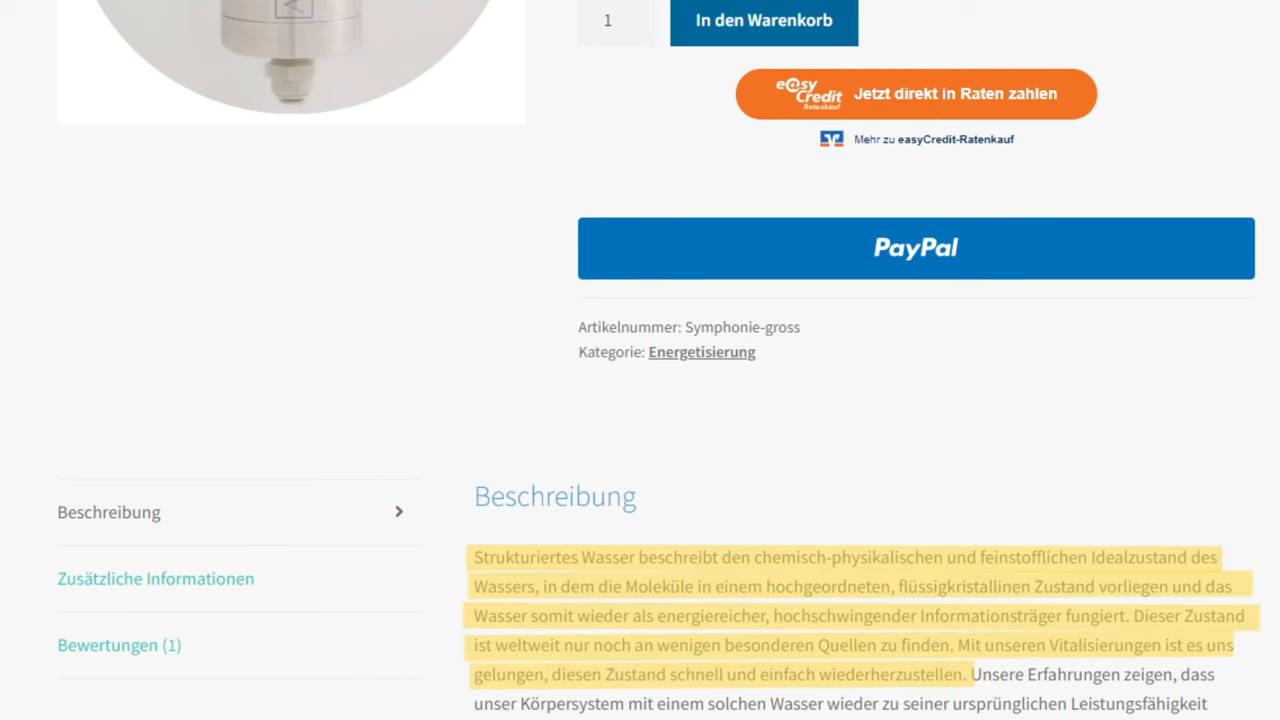 1
In den Warenkorb
A
e@sy Credit Ratenkauf Jetzt direkt in Raten zahlen
Mehr zu easyCredit-Ratenkauf
PayPal
Artikelnummer: Symphonie-gross
Kategorie: Energetisierung
Beschreibung
Zusätzliche Informationen
Bewertungen (1)
Beschreibung
Strukturiertes Wasser beschreibt den chemisch-physikalischen und feinstofflichen Idealzustand des
Wassers, in dem die Moleküle in einem hochgeordneten, flüssigkristallinen Zustand vorliegen und das
Wasser somit wieder als energiereicher, hochschwingender Informationsträger fungiert. Dieser Zustand
ist weltweit nur noch an wenigen besonderen Quellen zu finden. Mit unseren Vitalisierungen ist es uns
gelungen, diesen Zustand schnell und einfach wiederherzustellen. Unsere Erfahrungen zeigen, dass
unser Körpersystem mit einem solchen Wasser wieder zu seiner ursprünglichen Leistungsfähigkeit